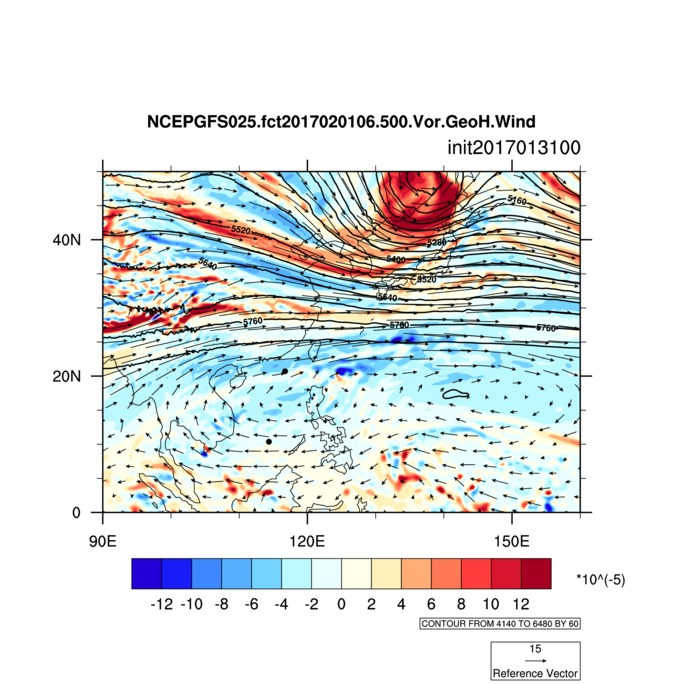 NCEPGFS025.fct2017020106.500.Vor.GeoH.Wind
init2017013100
5160
5520
5280
40N
5400
5640
5520
5640
5760
5760
5760
20N
0
90E 120E 150E
-12 -10 -8 -6 -4 -2 0 2 4 6 8 10 12
*10^(-5)
CONTOUR FROM 4140 TO 6480 BY 60
15
Reference Vector